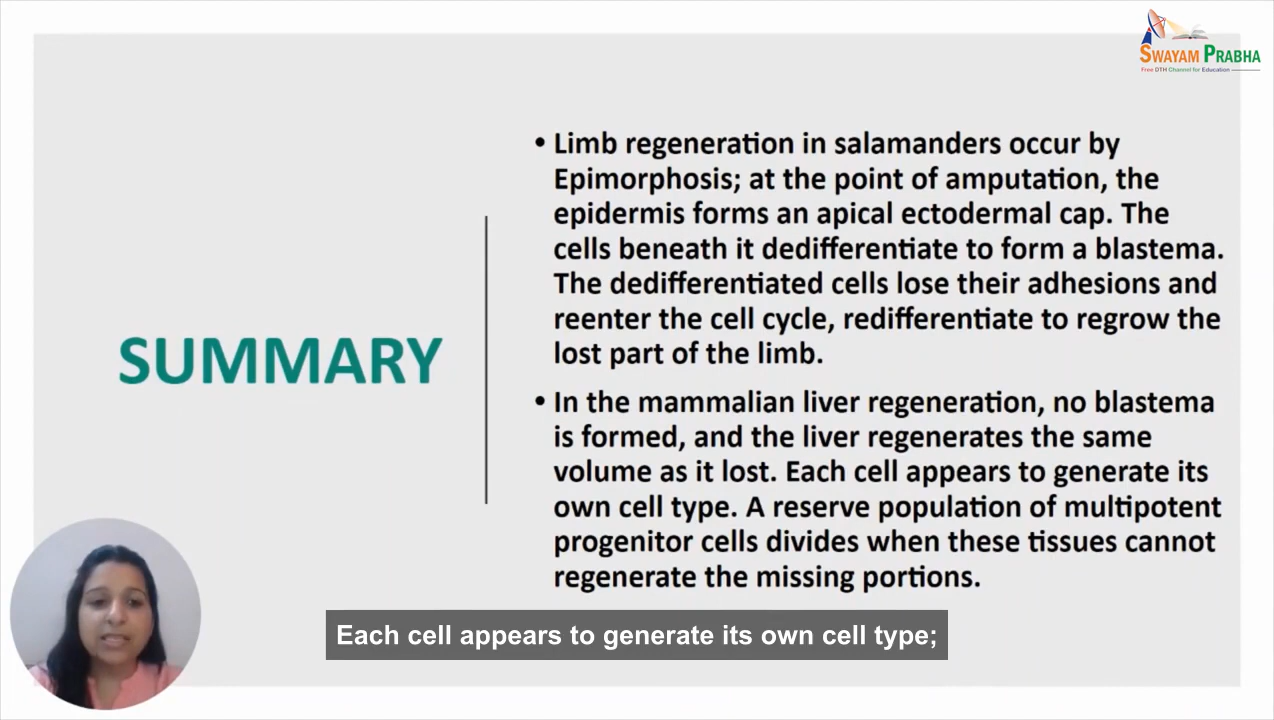 SWAYAM PRABHA
Free DTH Channel for Education
SUMMARY
• Limb regeneration in salamanders occur by
Epimorphosis; at the point of amputation, the
epidermis forms an apical ectodermal cap. The
cells beneath it dedifferentiate to form a blastema.
The dedifferentiated cells lose their adhesions and
reenter the cell cycle, redifferentiate to regrow the
lost part of the limb.
• In the mammalian liver regeneration, no blastema
is formed, and the liver regenerates the same
volume as it lost. Each cell appears to generate its
own cell type. A reserve population of multipotent
progenitor cells divides when these tissues cannot
regenerate the missing portions.
Each cell appears to generate its own cell type;